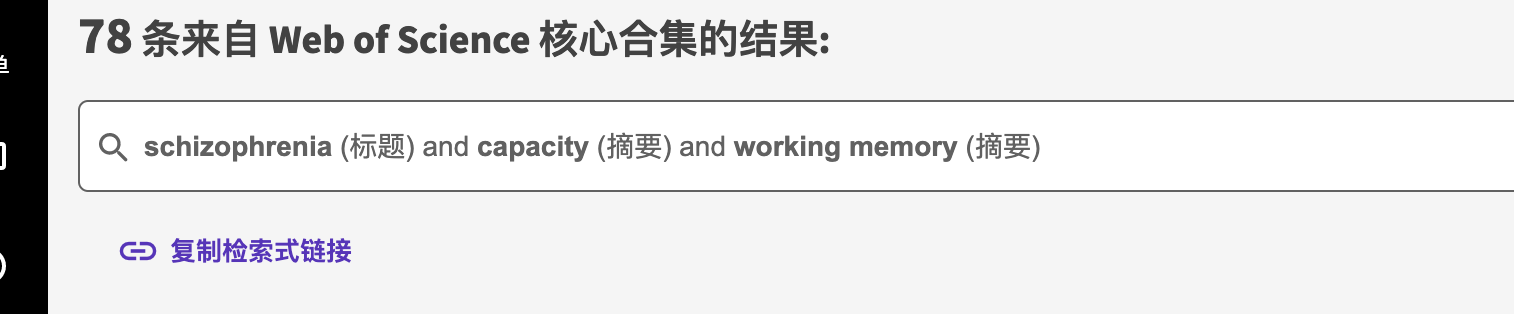 78 条来自 Web of Science 核心合集的结果:
单
schizophrenia (标题) and capacity (摘要) and working memory (摘要)
复制检索式链接